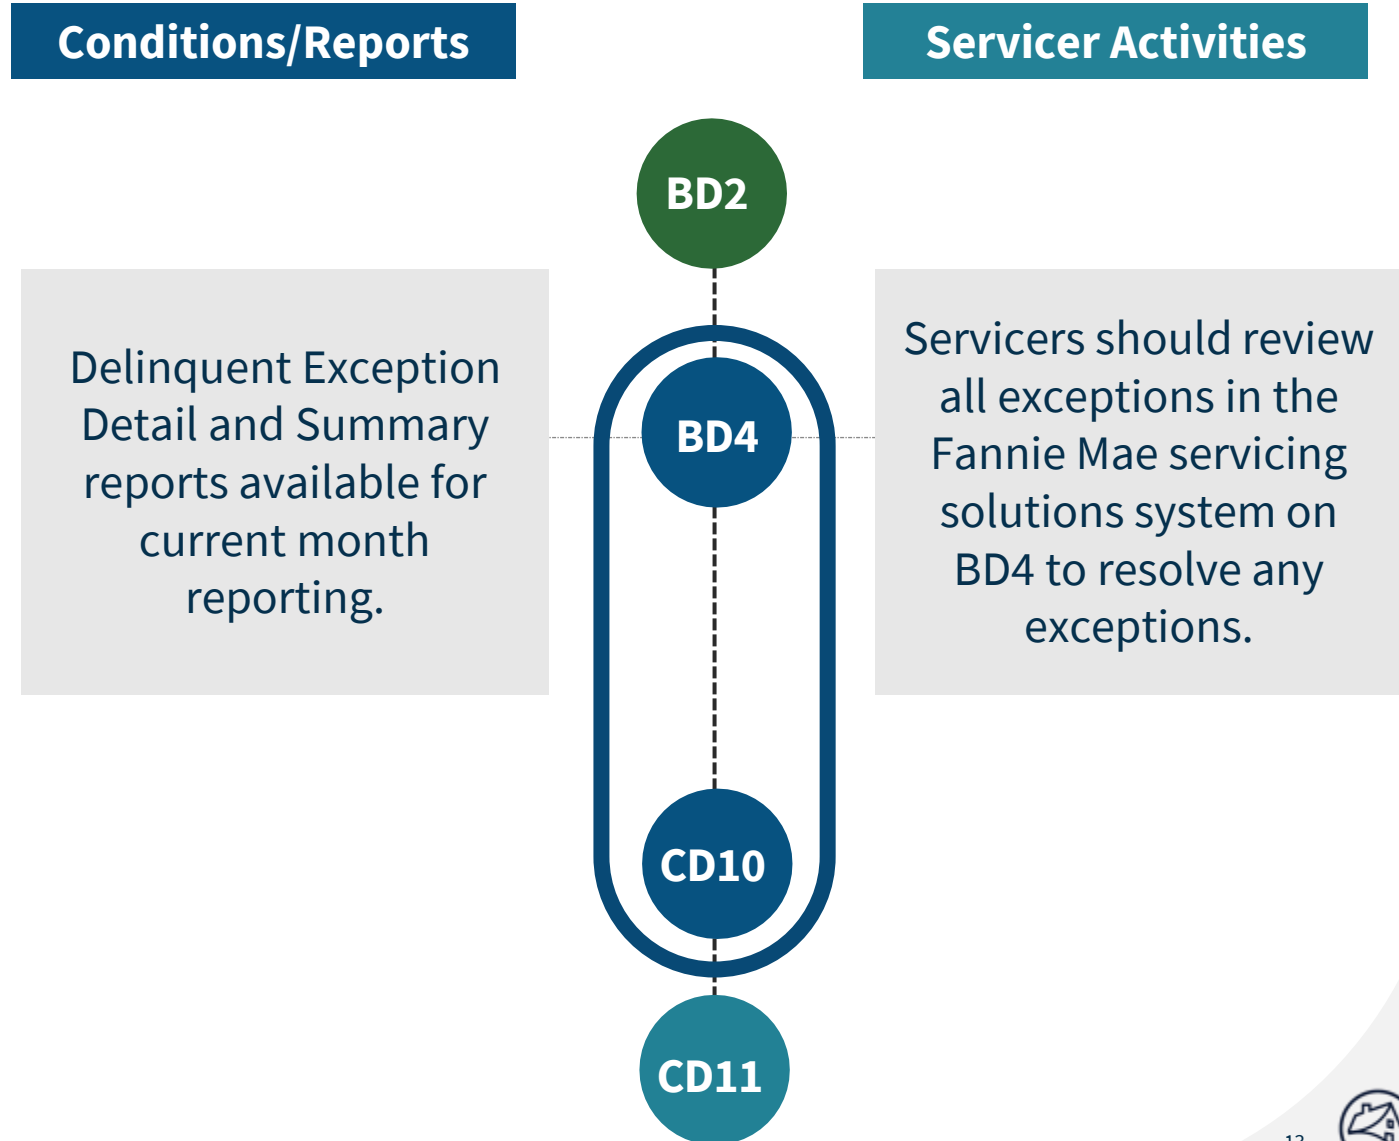 Conditions/Reports
Servicer Activities
BD2
Delinquent Exception
Detail and Summary
reports available for
current month
reporting.
BD4
Servicers should review
all exceptions in the
Fannie Mae servicing
solutions system on
BD4 to resolve any
exceptions.
CD10
CD11